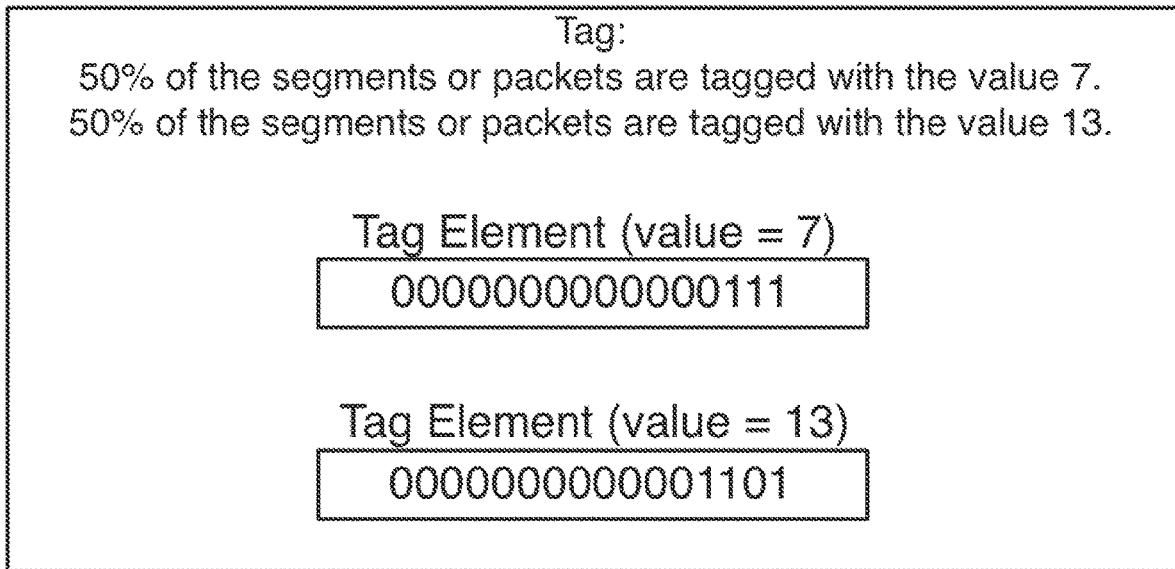 Tag:
50% of the segments or packets are tagged with the value 7.
50% of the segments or packets are tagged with the value 13.
Tag Element (value = 7)
0000000000000111
Tag Element (value = 13)
0000000000001101